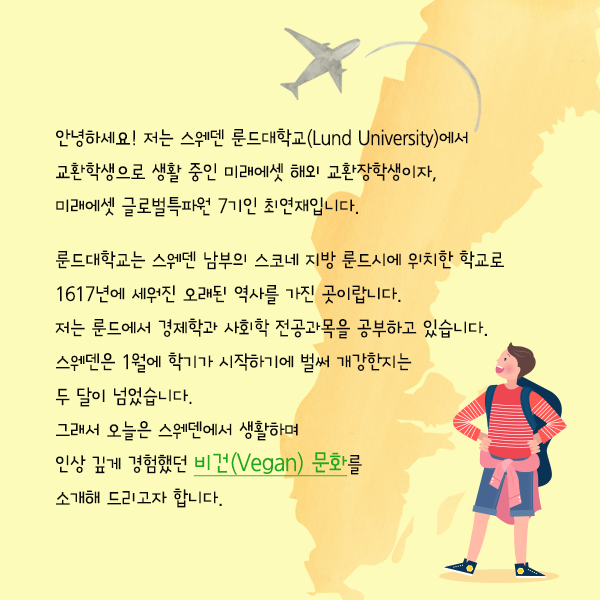 안녕하세요! 저는 스웨덴 룬드대학교(Lund University)에서
교환학생으로 생활 중인 미래에셋 해외 교환장학생이자,
미래에셋 글로벌특파원 7기인 최연재입니다.
룬드대학교는 스웨덴 남부의 스코네 지방 룬드시에 위치한 학교로
1617년에 세워진 오래된 역사를 가진 곳이랍니다.
저는 룬드에서 경제학과 사회학 전공과목을 공부하고 있습니다.
스웨덴은 1월에 학기가 시작하기에 벌써 개강한지는
두 달이 넘었습니다.
그래서 오늘은 스웨덴에서 생활하며
인상 깊게 경험했던 비건(Vegan) 문화를
소개해 드리고자 합니다.